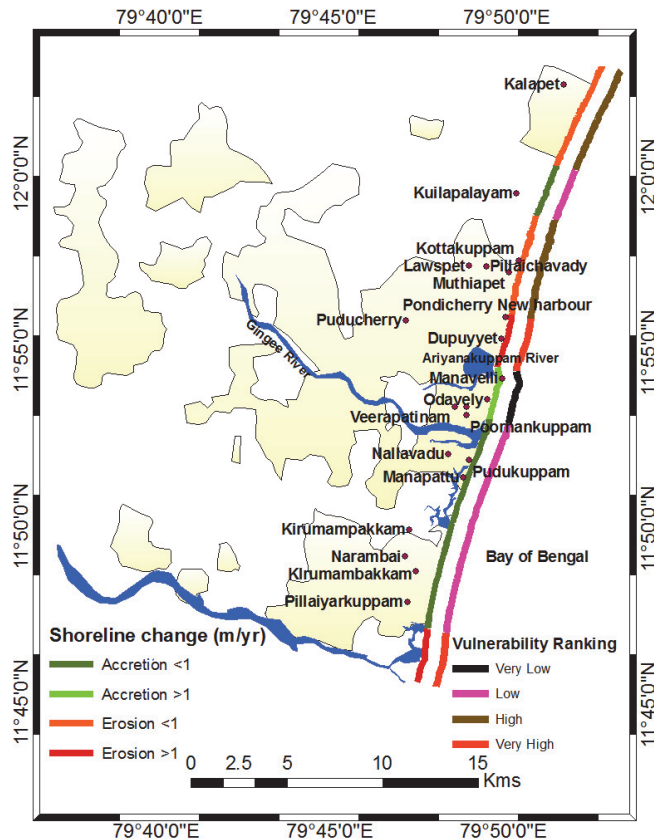 79°40'0"E 79°45'0"E 79°50'0"E
Kalapet
12°0'0"N 12°0'0"N
Kuilapalayam
Kottakuppam
Lawspet Pillaichavady
Muthiapet
Pondicherry New harbour
Puducherry
Dupuyyet
11°55'0"N 11°55'0"N
Gingee River
Ariyanakuppam River
Manavelli
Odavely
Veerapatinam
Poornankuppam
Nallavadu
Pudukuppam
Manapattu
11°50'0"N 11°50'0"N
Kirumampakkam
Narambai
Bay of Bengal
KIrumambakkam
Pillaiyarkuppam
Shoreline change (m/yr)
Accretion <1
Accretion >1
Erosion <1
Erosion >1
Vulnerability Ranking
Very Low
Low
High
Very High
11°45'0"N 11°45'0"N
0 2.5 5 10 15
Kms
79°40'0"E 79°45'0"E 79°50'0"E